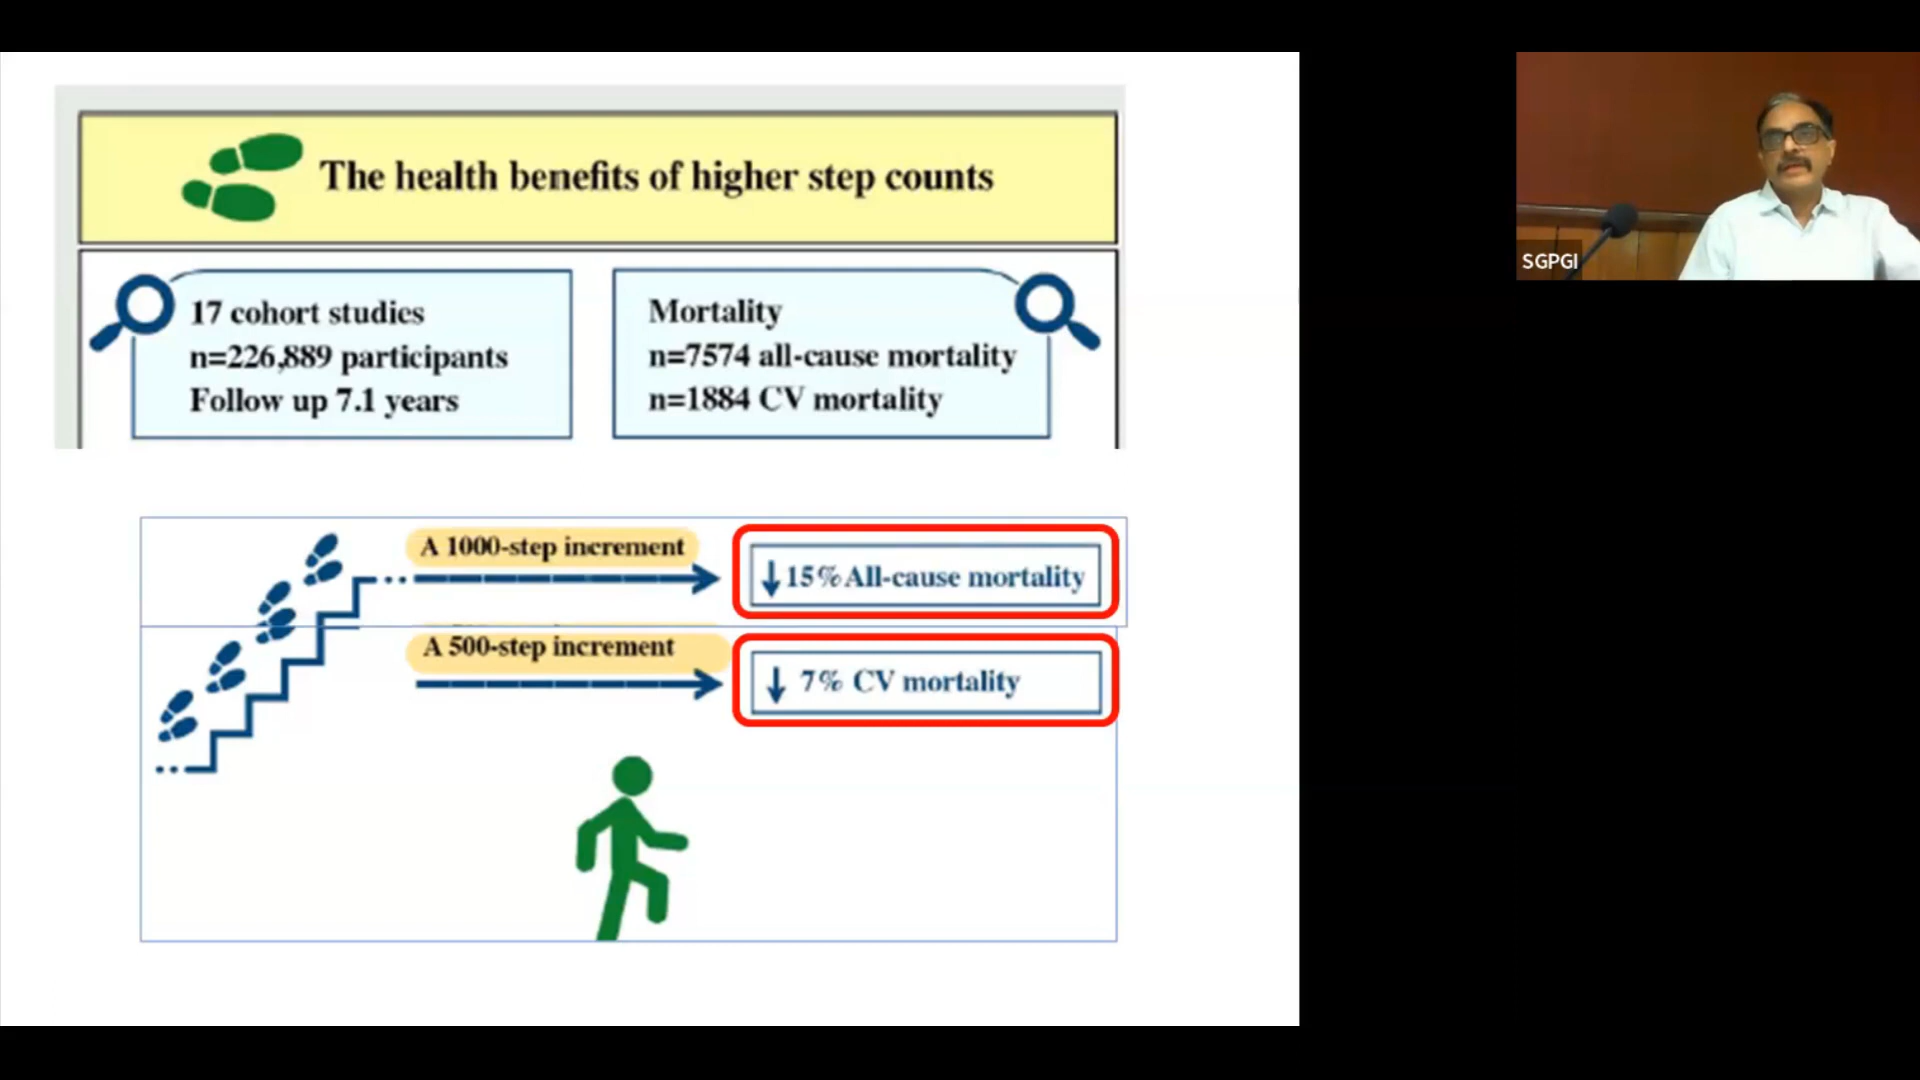 The health benefits of higher step counts
17 cohort studies
n=226,889 participants
Follow up 7.1 years
Mortality
n=7574 all-cause mortality
n=1884 CV mortality
A 1000-step increment
↓15% All-cause mortality
A 500-step increment
↓ 7% CV mortality
SGPGI